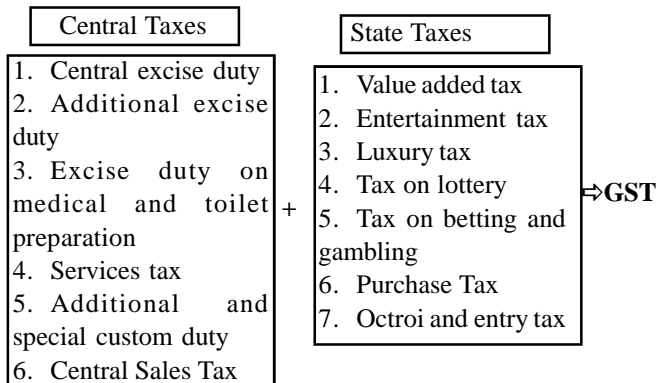 Central Taxes
1. Central excise duty
2. Additional excise
duty
3. Excise duty on
medical and toilet
preparation
4. Services tax
5. Additional and
special custom duty
6. Central Sales Tax
+
State Taxes
1. Value added tax
2. Entertainment tax
3. Luxury tax
4. Tax on lottery
5. Tax on betting and
gambling
6. Purchase Tax
7. Octroi and entry tax
⇨GST